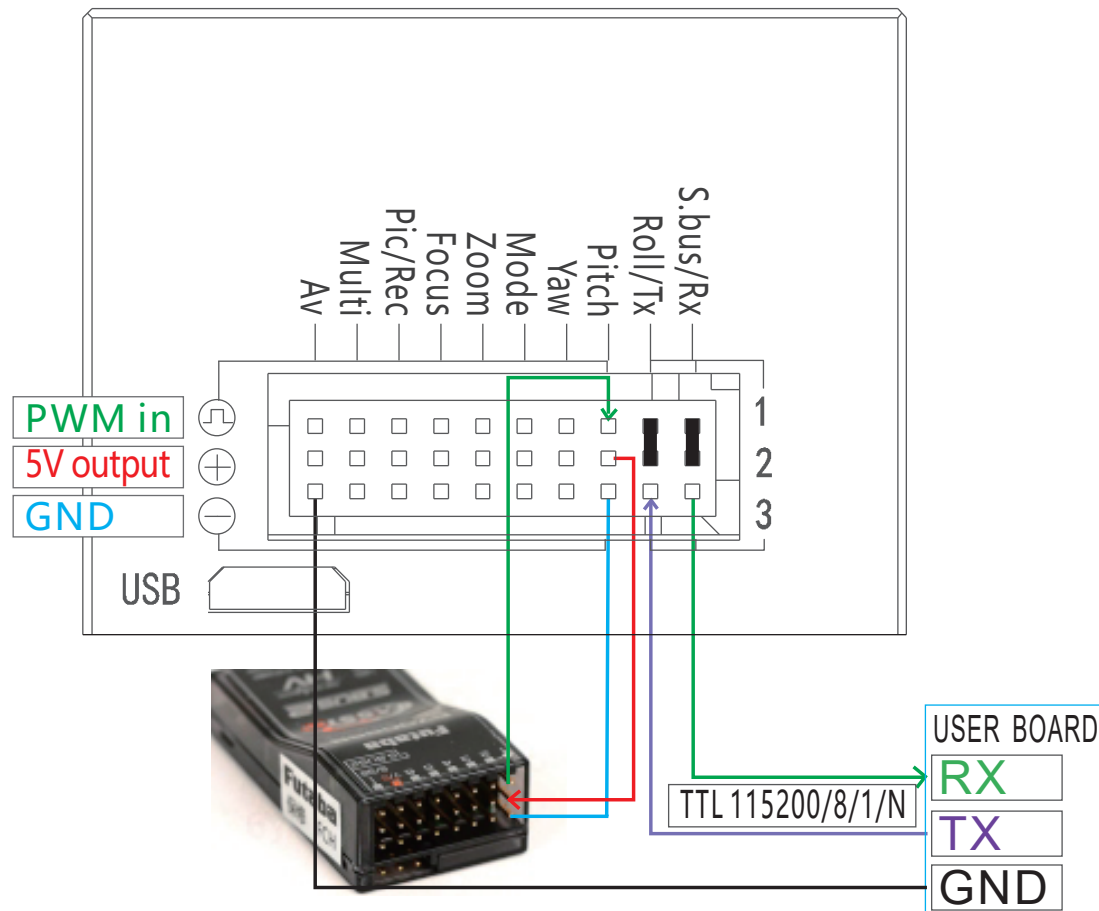 S.bus/Rx
Roll/Tx
Pitch
Yaw
Mode
Zoom
Focus
Pic/Rec
Multi
Av
PWM in
5V output
GND
1
2
3
USB
Futaba
Futaba
USER BOARD
RX
TTL 115200/8/1/N
TX
GND